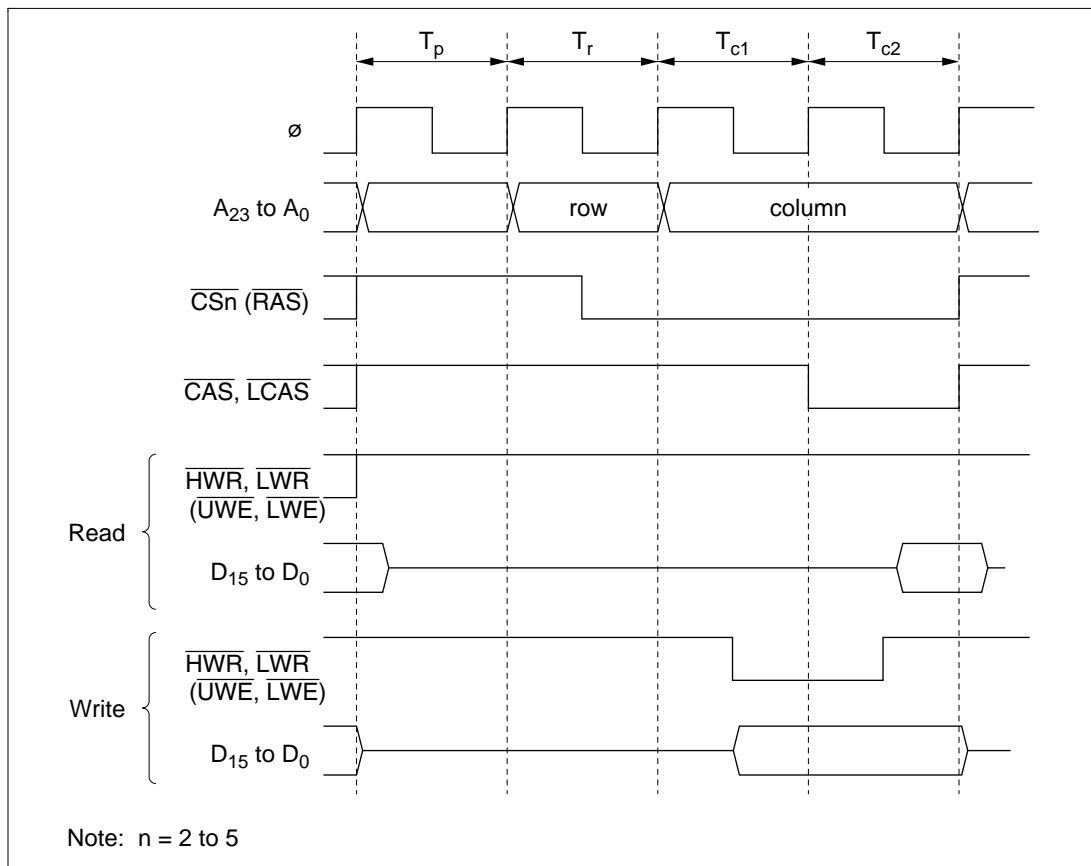 Tp Tr Tc1 Tc2
ø
A23 to A0 row column
CSn (RAS)
CAS, LCAS
Read
HWR, LWR
(UWE, LWE)
D15 to D0
Write
HWR, LWR
(UWE, LWE)
D15 to D0
Note: n = 2 to 5